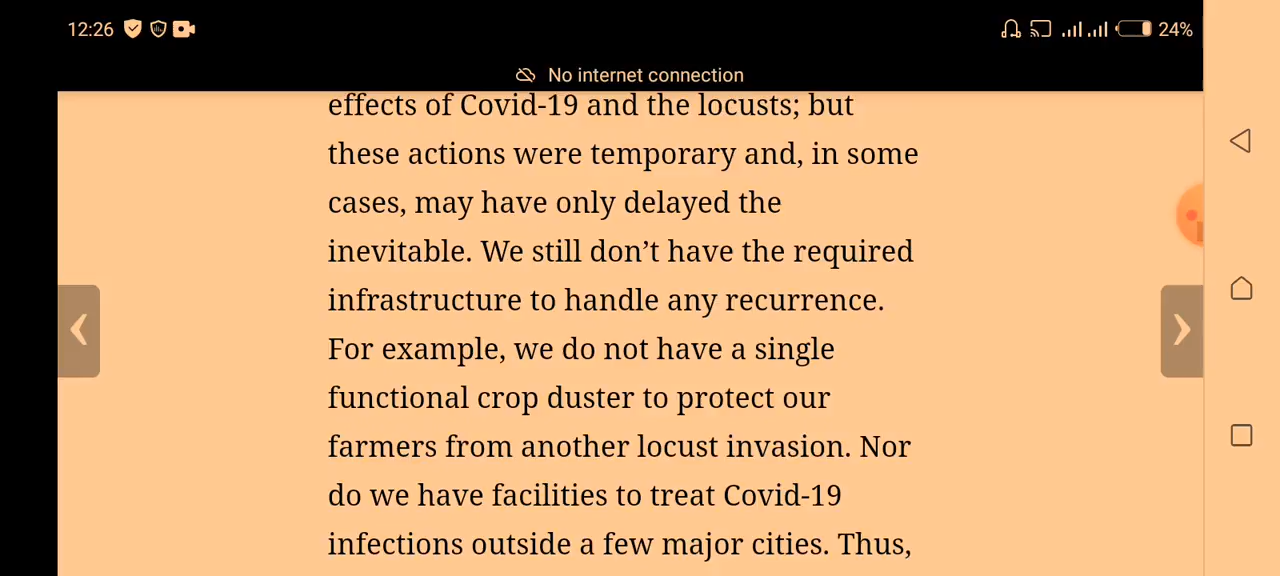 12:26
24%
No internet connection
effects of Covid-19 and the locusts; but
these actions were temporary and, in some
cases, may have only delayed the
inevitable. We still don’t have the required
infrastructure to handle any recurrence.
For example, we do not have a single
functional crop duster to protect our
farmers from another locust invasion. Nor
do we have facilities to treat Covid-19
infections outside a few major cities. Thus,